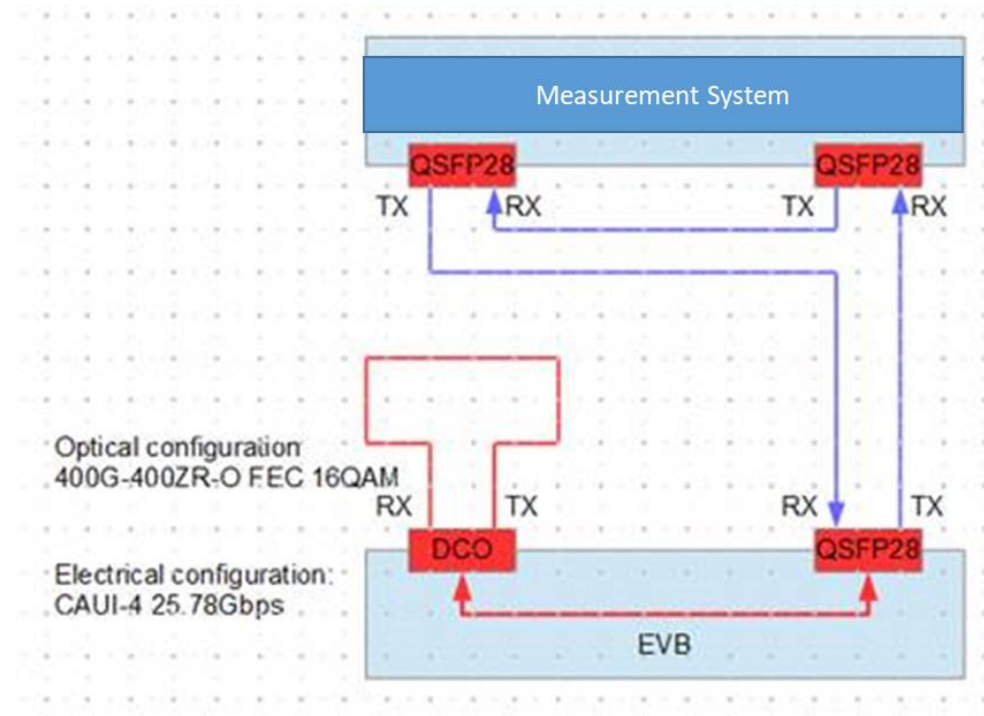 Measurement System
QSFP28 QSFP28
TX RX TX RX
Optical configuration
400G-400ZR-O FEC 16QAM
RX TX RX TX
DCO QSFP28
Electrical configuration:
CAUI-4 25.78Gbps
EVB